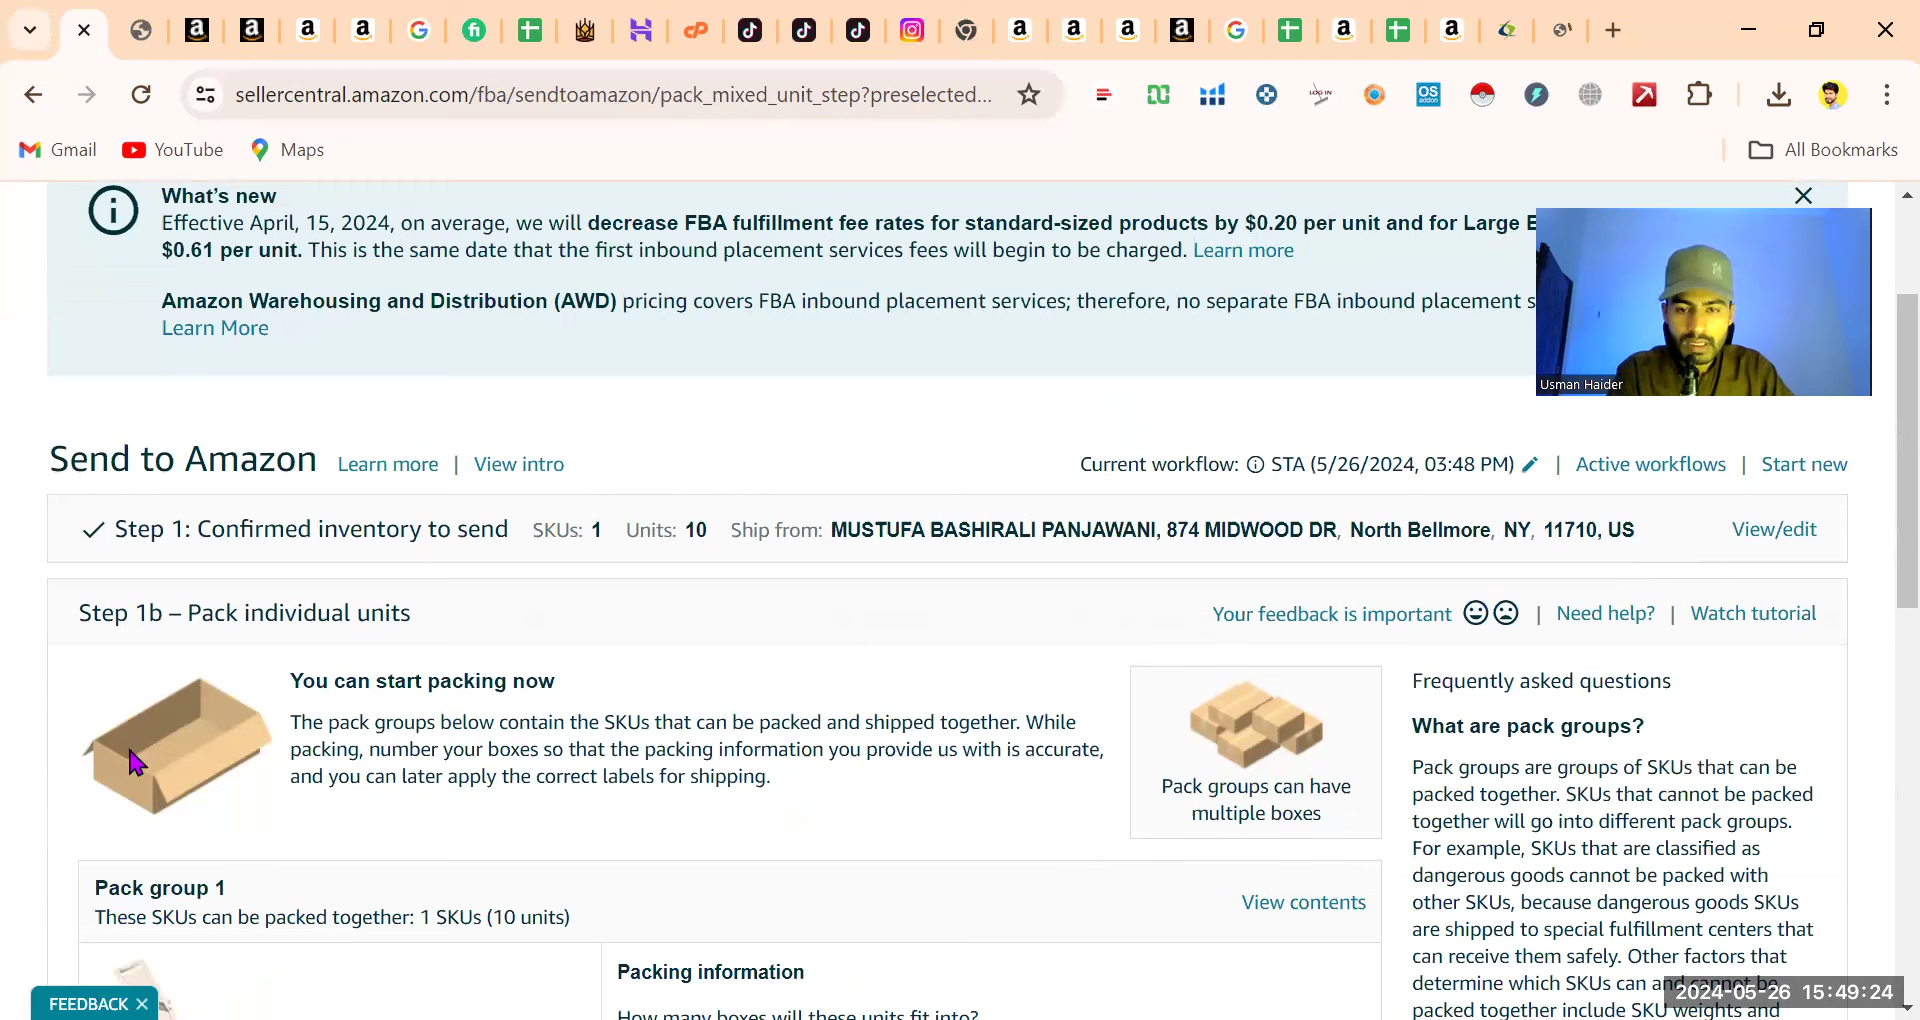 sellercentral.amazon.com/fba/sendtoamazon/pack_mixed_unit_step?preselected...
LOG IN
OS
addon
Gmail
YouTube
Maps
All Bookmarks
What's new
Effective April, 15, 2024, on average, we will decrease FBA fulfillment fee rates for standard-sized products by $0.20 per unit and for Large E
$0.61 per unit. This is the same date that the first inbound placement services fees will begin to be charged. Learn more
Amazon Warehousing and Distribution (AWD) pricing covers FBA inbound placement services; therefore, no separate FBA inbound placement s
Learn More
Usman Haider
Send to Amazon Learn more | View intro
Current workflow: STA (5/26/2024, 03:48 PM) | Active workflows | Start new
Step 1: Confirmed inventory to send SKUs: 1 Units: 10 Ship from: MUSTUFA BASHIRALI PANJAWANI, 874 MIDWOOD DR, North Bellmore, NY, 11710, US View/edit
Step 1b – Pack individual units
Your feedback is important | Need help? | Watch tutorial
You can start packing now
The pack groups below contain the SKUs that can be packed and shipped together. While
packing, number your boxes so that the packing information you provide us with is accurate,
and you can later apply the correct labels for shipping.
Pack groups can have
multiple boxes
Frequently asked questions
What are pack groups?
Pack groups are groups of SKUs that can be
packed together. SKUs that cannot be packed
together will go into different pack groups.
For example, SKUs that are classified as
dangerous goods cannot be packed with
other SKUs, because dangerous goods SKUs
are shipped to special fulfillment centers that
can receive them safely. Other factors that
determine which SKUs can and cannot be
packed together include SKU weights and
Pack group 1
These SKUs can be packed together: 1 SKUs (10 units)
View contents
Packing information
How many boxes will these units fit into?
FEEDBACK
2024-05-26 15:49:24